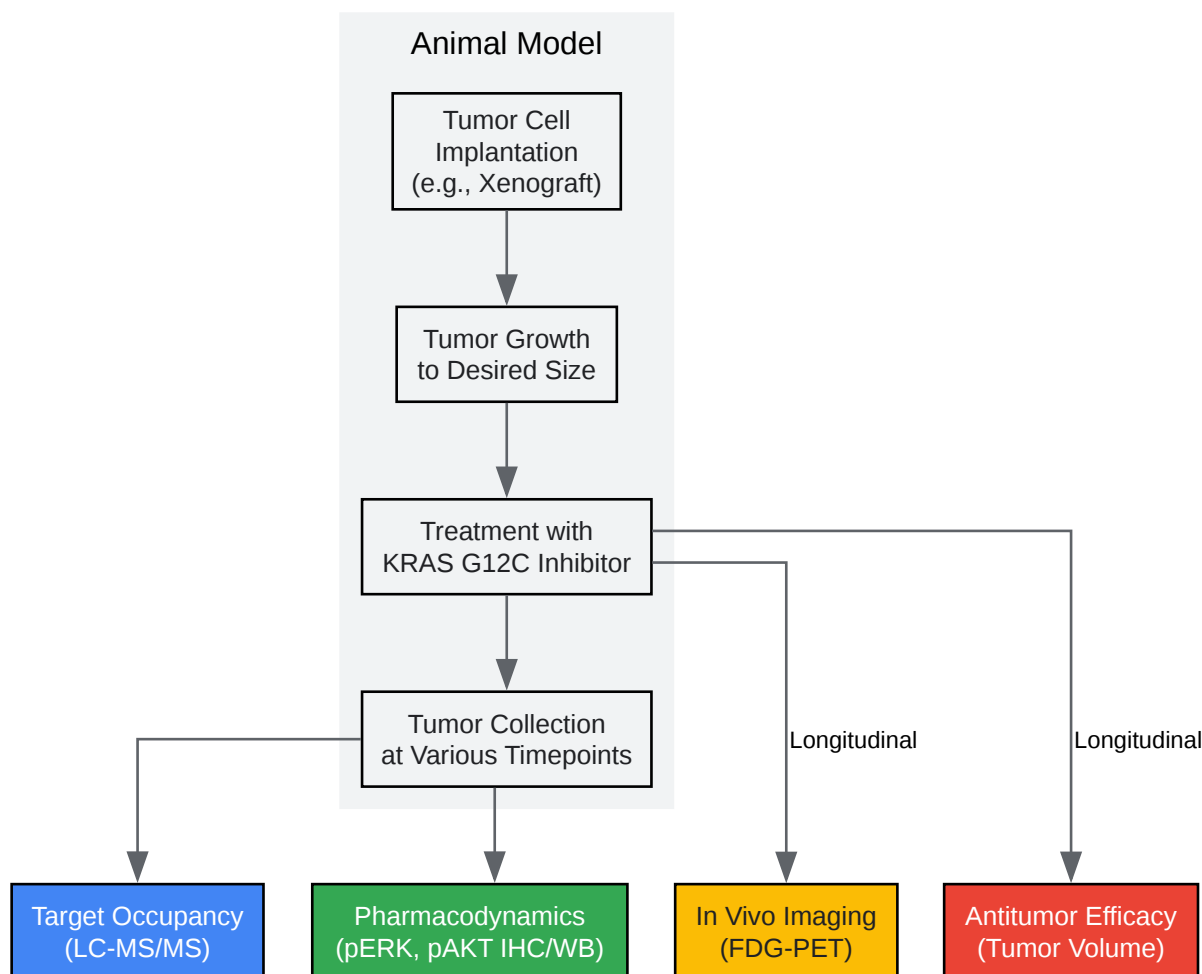 Animal Model
Tumor Cell
Implantation
(e.g., Xenograft)
Tumor Growth
to Desired Size
Treatment with
KRAS G12C Inhibitor
Tumor Collection
at Various Timepoints
Longitudinal
Longitudinal
Target Occupancy
(LC-MS/MS)
Pharmacodynamics
(pERK, pAKT IHC/WB)
In Vivo Imaging
(FDG-PET)
Antitumor Efficacy
(Tumor Volume)